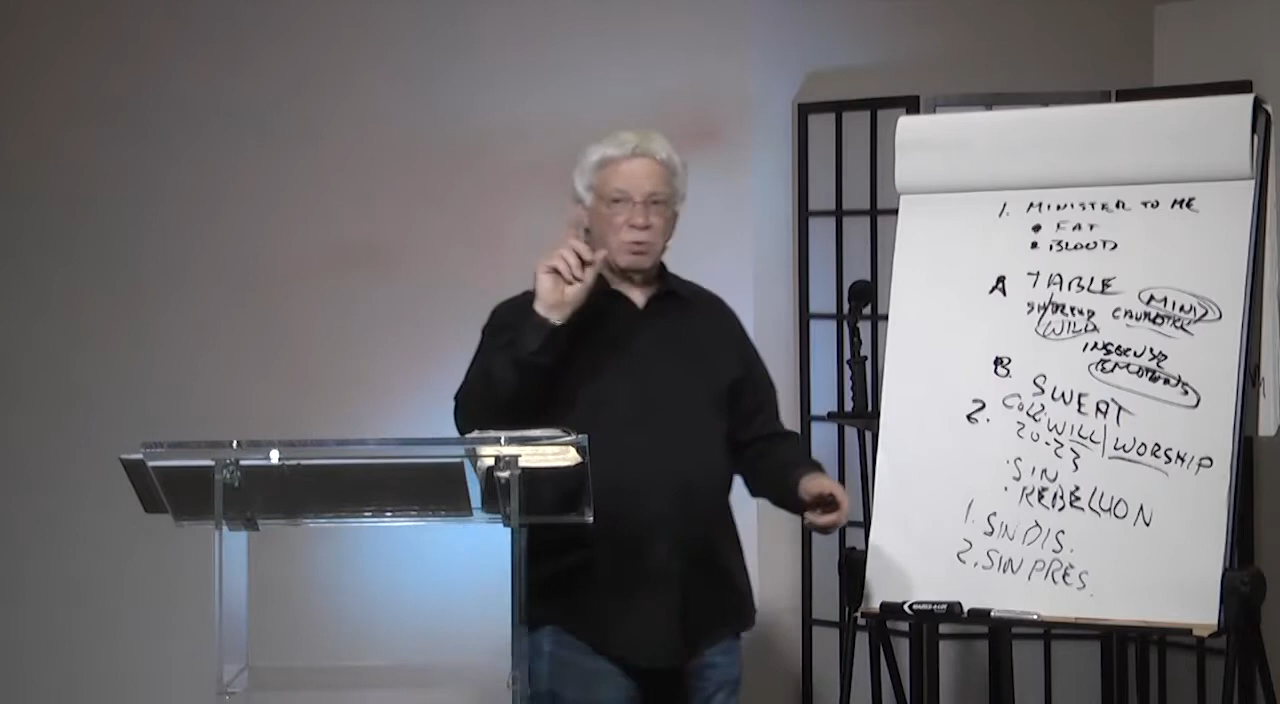 1. MINISTER TO ME
• FAT
• BLOOD
A TABLE
MIND
WILL
EMOTIONS
B. SWEAT
2. COL: WILL|WORSHIP
20-23
• SIN
• REBELLION
1. SIN DIS.
2. SIN PRES.